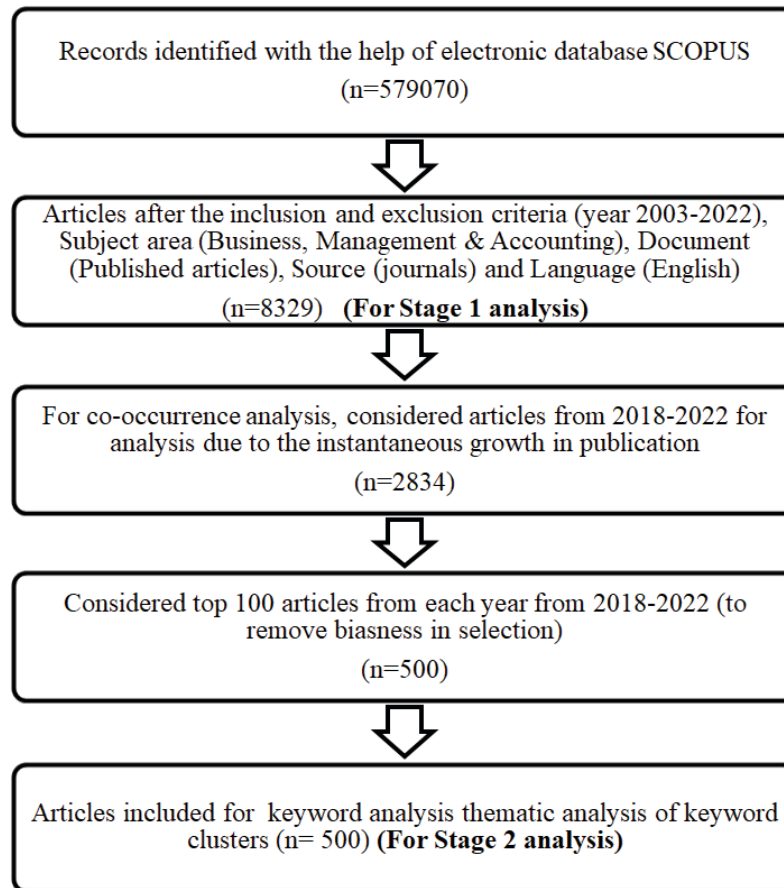 Records identified with the help of electronic database SCOPUS
(n=579070)
Articles after the inclusion and exclusion criteria (year 2003-2022),
Subject area (Business, Management & Accounting), Document
(Published articles), Source (journals) and Language (English)
(n=8329) (For Stage 1 analysis)
For co-occurrence analysis, considered articles from 2018-2022 for
analysis due to the instantaneous growth in publication
(n=2834)
Considered top 100 articles from each year from 2018-2022 (to
remove biasness in selection)
(n=500)
Articles included for keyword analysis thematic analysis of keyword
clusters (n= 500) (For Stage 2 analysis)